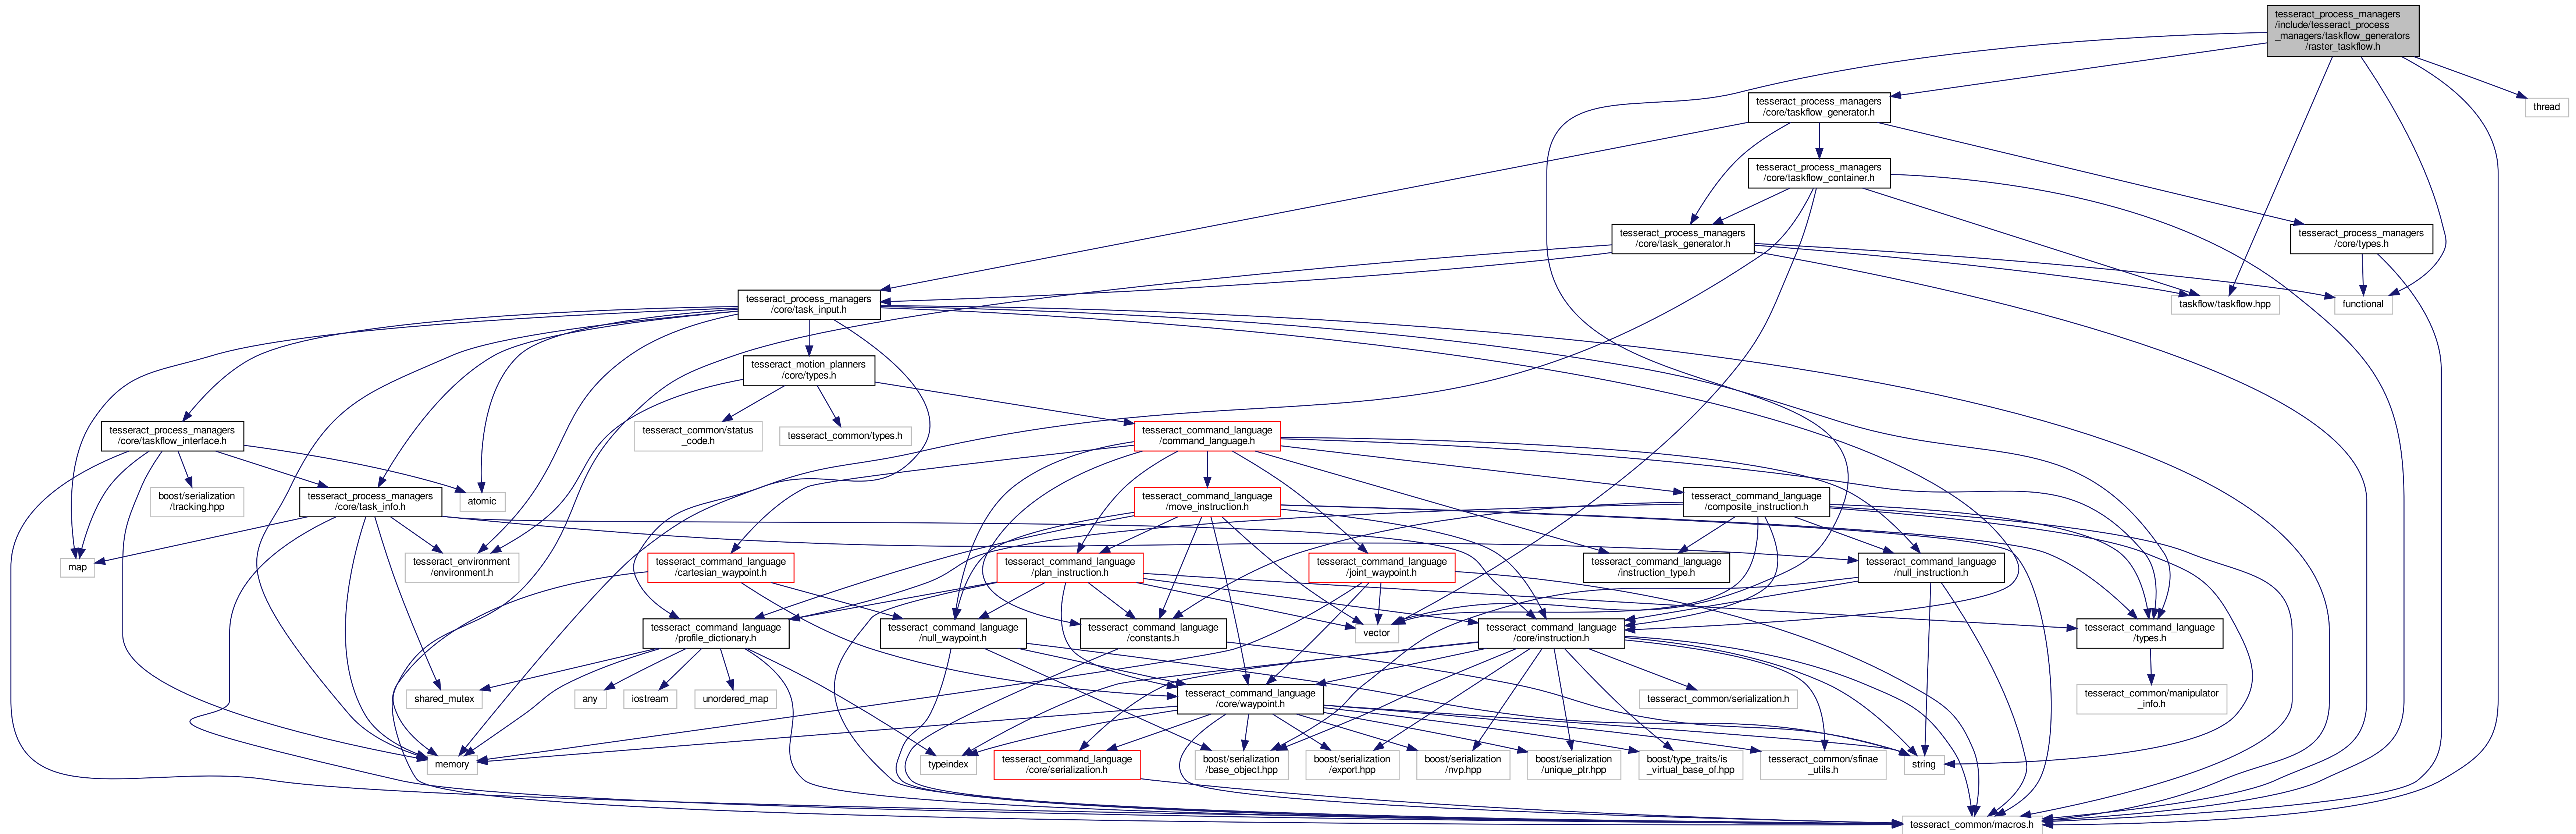 tesseract_process_managers
/include/tesseract_process
_managers/taskflow_generators
/raster_taskflow.h
tesseract_process_managers
/core/taskflow_generator.h
thread
tesseract_process_managers
/core/taskflow_container.h
tesseract_process_managers
/core/task_generator.h
tesseract_process_managers
/core/types.h
tesseract_process_managers
/core/task_input.h
taskflow/taskflow.hpp
functional
tesseract_motion_planners
/core/types.h
tesseract_process_managers
/core/taskflow_interface.h
tesseract_common/status
_code.h
tesseract_common/types.h
tesseract_command_language
/command_language.h
boost/serialization
/tracking.hpp
tesseract_process_managers
/core/task_info.h
atomic
tesseract_command_language
/move_instruction.h
tesseract_command_language
/composite_instruction.h
map
tesseract_environment
/environment.h
tesseract_command_language
/cartesian_waypoint.h
tesseract_command_language
/plan_instruction.h
tesseract_command_language
/joint_waypoint.h
tesseract_command_language
/instruction_type.h
tesseract_command_language
/null_instruction.h
tesseract_command_language
/profile_dictionary.h
tesseract_command_language
/null_waypoint.h
tesseract_command_language
/constants.h
vector
tesseract_command_language
/core/instruction.h
tesseract_command_language
/types.h
shared_mutex
any
iostream
unordered_map
tesseract_command_language
/core/waypoint.h
tesseract_common/serialization.h
tesseract_common/manipulator
_info.h
memory
typeindex
tesseract_command_language
/core/serialization.h
boost/serialization
/base_object.hpp
boost/serialization
/export.hpp
boost/serialization
/nvp.hpp
boost/serialization
/unique_ptr.hpp
boost/type_traits/is
_virtual_base_of.hpp
tesseract_common/sfinae
_utils.h
string
tesseract_common/macros.h